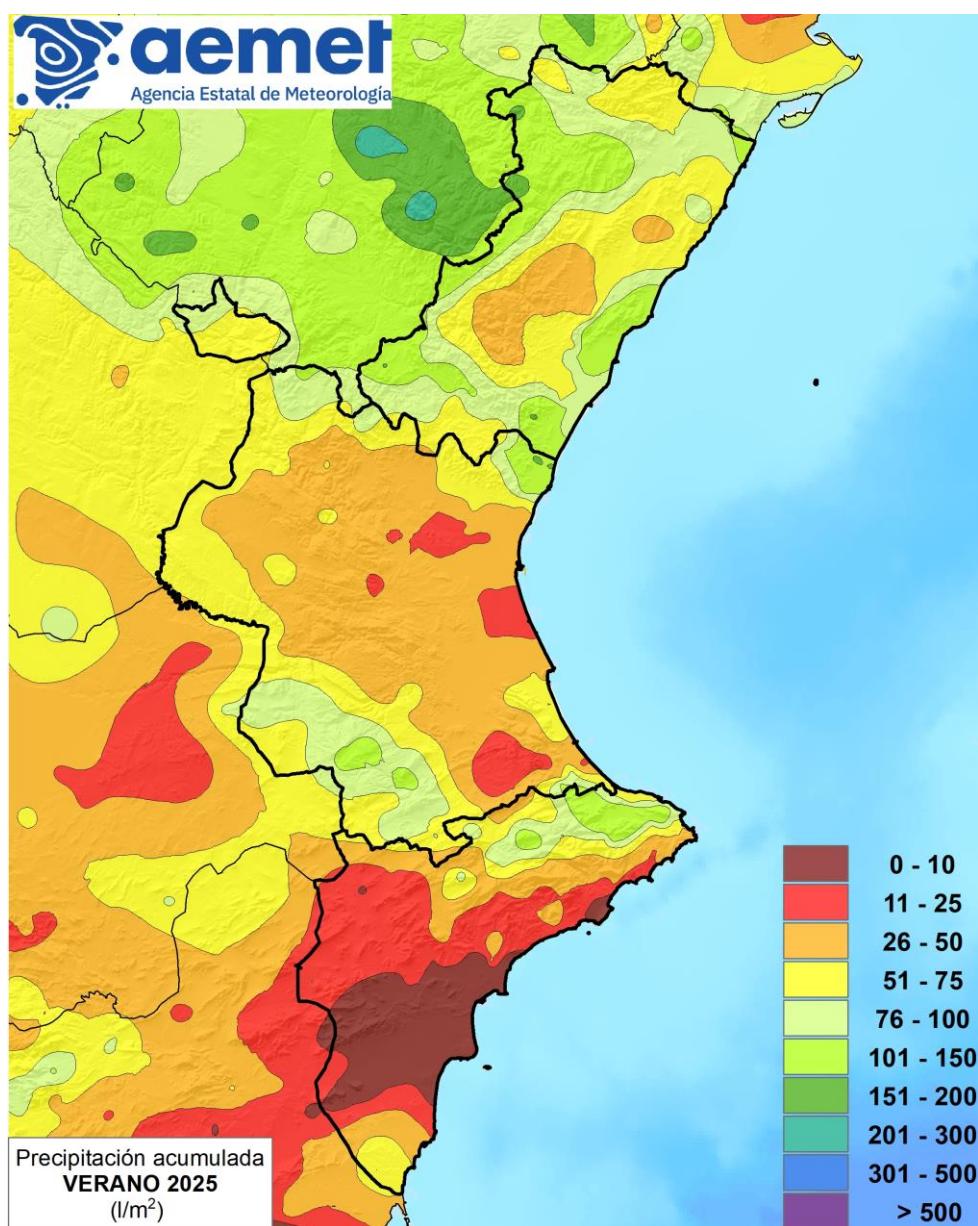 aemet
Agencia Estatal de Meteorología
0 - 10
11 - 25
26 - 50
51 - 75
76 - 100
101 - 150
151 - 200
201 - 300
301 - 500
> 500
Precipitación acumulada
VERANO 2025
(l/m²)